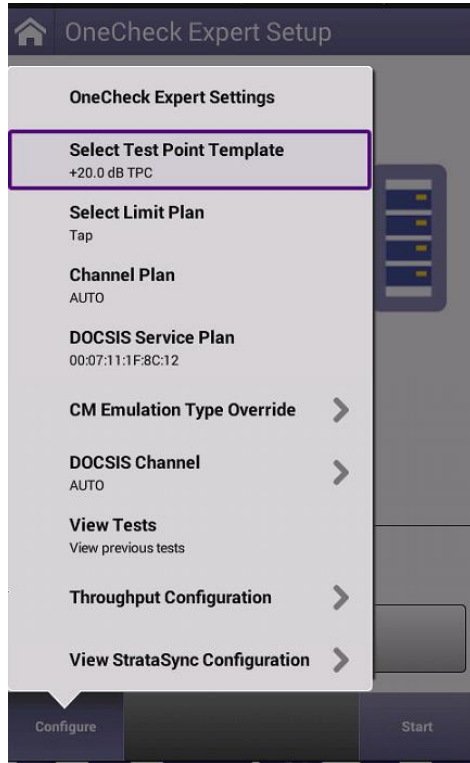 OneCheck Expert Setup
OneCheck Expert Settings
Select Test Point Template
+20.0 dB TPC
Select Limit Plan
Tap
Channel Plan
AUTO
DOCSIS Service Plan
00:07:11:1F:8C:12
CM Emulation Type Override
DOCSIS Channel
AUTO
View Tests
View previous tests
Throughput Configuration
View StrataSync Configuration
Configure
Start